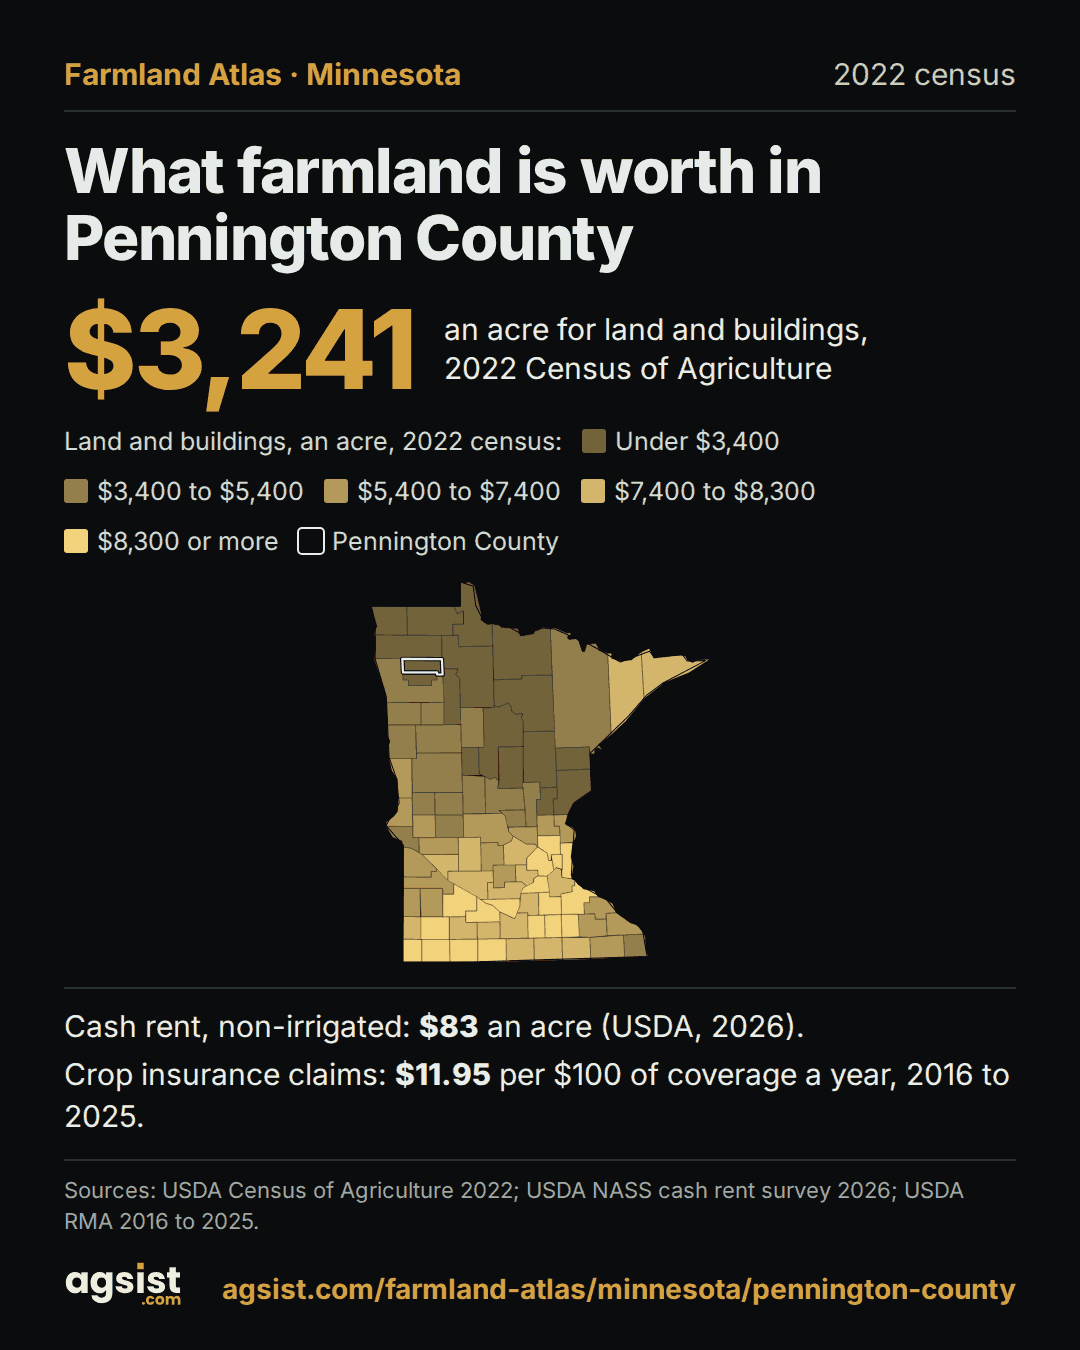 Farmland Atlas · Minnesota
2022 census
What farmland is worth in
Pennington County
$3,241
an acre for land and buildings,
2022 Census of Agriculture
Land and buildings, an acre, 2022 census:
Under $3,400
$3,400 to $5,400
$5,400 to $7,400
$7,400 to $8,300
$8,300 or more
Pennington County
Cash rent, non-irrigated: $83 an acre (USDA, 2026).
Crop insurance claims: $11.95 per $100 of coverage a year, 2016 to
2025.
Sources: USDA Census of Agriculture 2022; USDA NASS cash rent survey 2026; USDA
RMA 2016 to 2025.
agsist
.com
agsist.com/farmland-atlas/minnesota/pennington-county